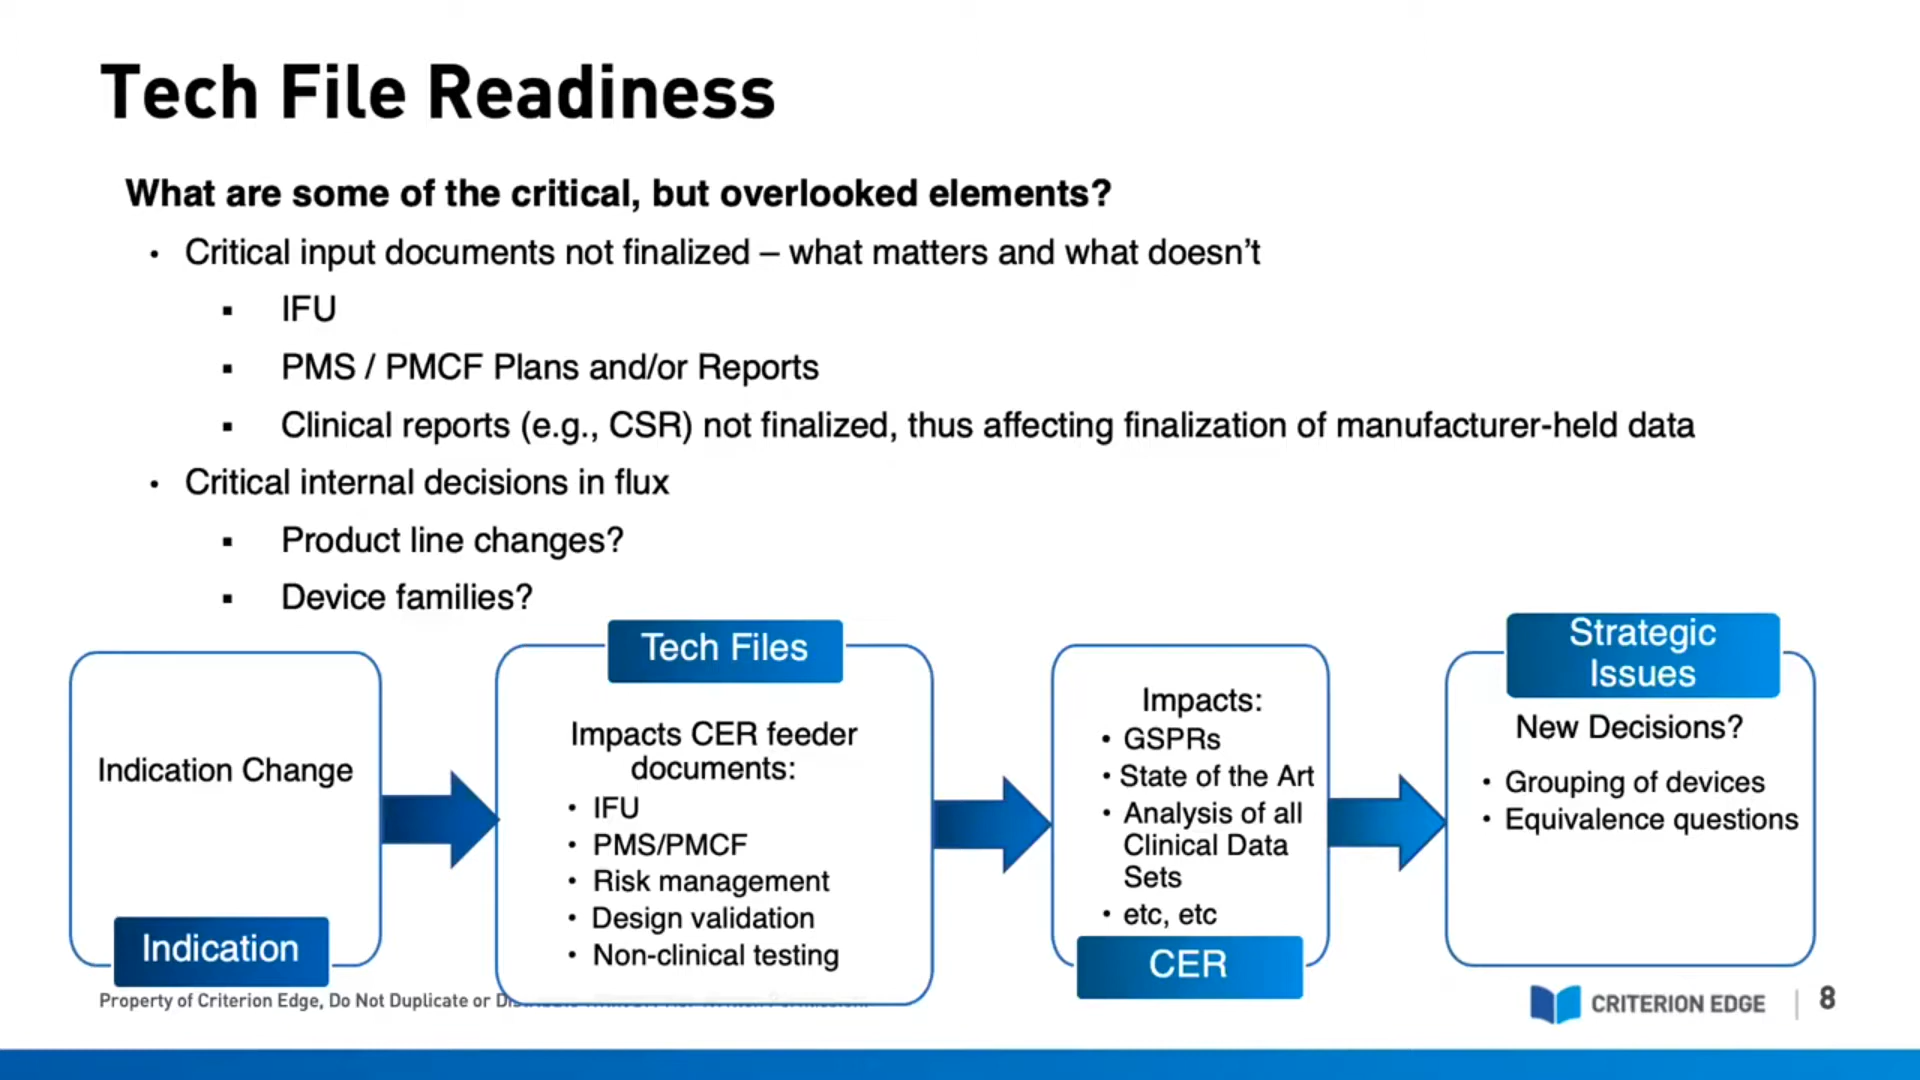 Tech File Readiness
What are some of the critical, but overlooked elements?
• Critical input documents not finalized – what matters and what doesn't
▪ IFU
▪ PMS / PMCF Plans and/or Reports
▪ Clinical reports (e.g., CSR) not finalized, thus affecting finalization of manufacturer-held data
• Critical internal decisions in flux
▪ Product line changes?
▪ Device families?
Indication Change
Indication
Tech Files
Impacts CER feeder
documents:
• IFU
• PMS/PMCF
• Risk management
• Design validation
• Non-clinical testing
Impacts:
• GSPRs
• State of the Art
• Analysis of all
Clinical Data
Sets
• etc, etc
CER
Strategic
Issues
New Decisions?
• Grouping of devices
• Equivalence questions
Property of Criterion Edge, Do Not Duplicate or
CRITERION EDGE
8